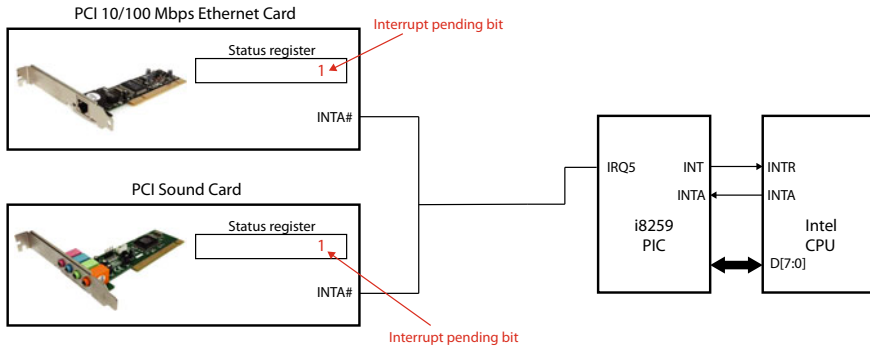 PCI 10/100 Mbps Ethernet Card
Interrupt pending bit
Status register
1
INTA#
PCI Sound Card
Status register
1
INTA#
Interrupt pending bit
IRQ5
INT
INTA
i8259
PIC
INTR
INTA
Intel
CPU
D[7:0]